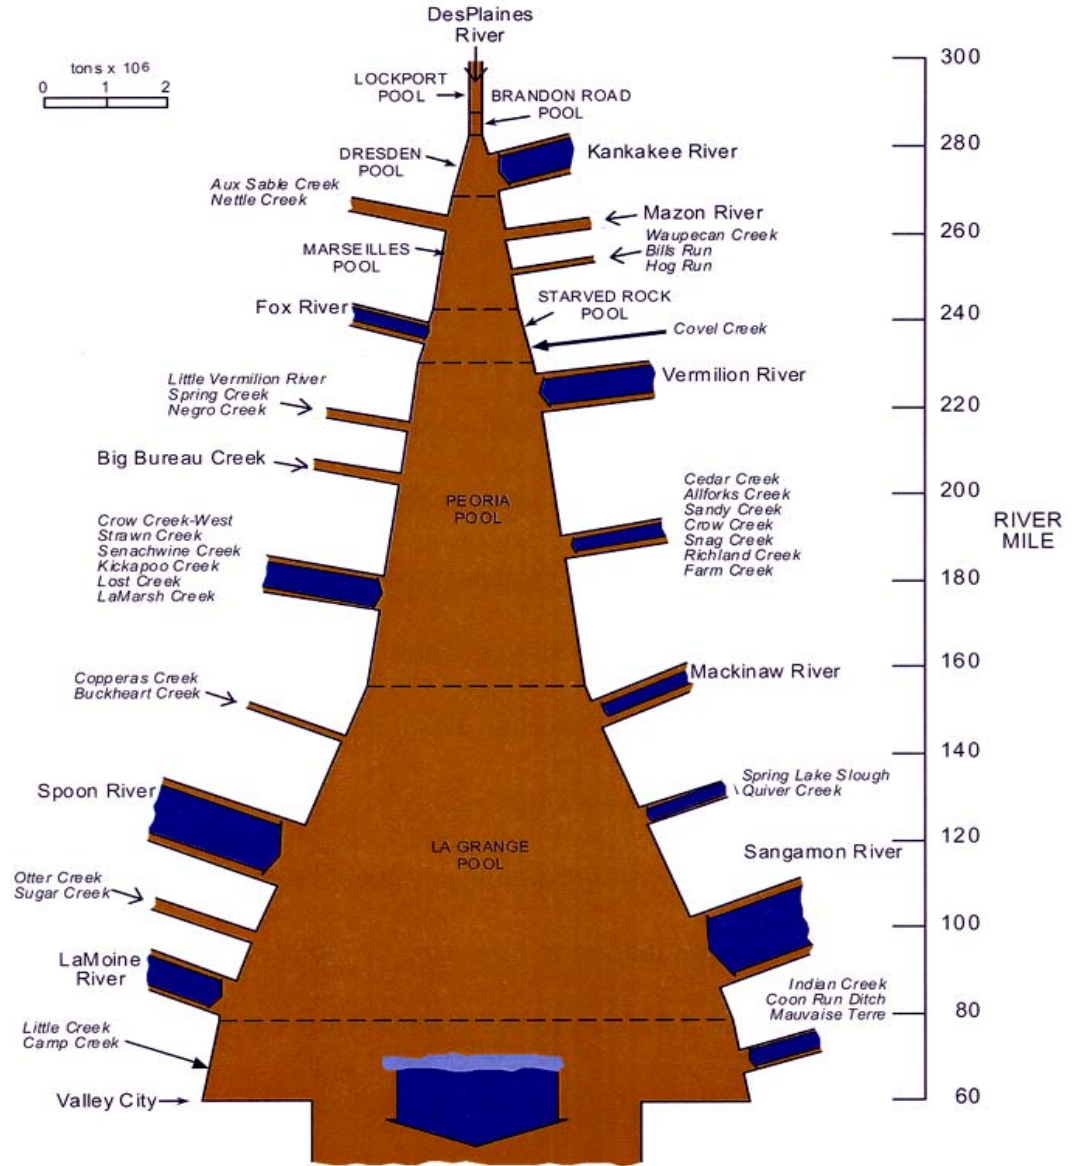 DesPlaines
River
tons x 10⁶
0 1 2
LOCKPORT
POOL
BRANDON ROAD
POOL
DRESDEN
POOL
Kankakee River
Aux Sable Creek
Nettle Creek
Mazon River
Waupecan Creek
Bills Run
Hog Run
MARSEILLES
POOL
STARVED ROCK
POOL
Fox River
Covel Creek
Vermilion River
Little Vermilion River
Spring Creek
Negro Creek
Big Bureau Creek
PEORIA
POOL
Cedar Creek
Allforks Creek
Sandy Creek
Crow Creek
Snag Creek
Richland Creek
Farm Creek
Crow Creek-West
Strawn Creek
Senachwine Creek
Kickapoo Creek
Lost Creek
LaMarsh Creek
Mackinaw River
Copperas Creek
Buckheart Creek
Spring Lake Slough
Quiver Creek
Spoon River
LA GRANGE
POOL
Sangamon River
Otter Creek
Sugar Creek
LaMoine
River
Indian Creek
Coon Run Ditch
Mauvaise Terre
Little Creek
Camp Creek
Valley City
300
280
260
240
220
200
180
160
140
120
100
80
60
RIVER
MILE